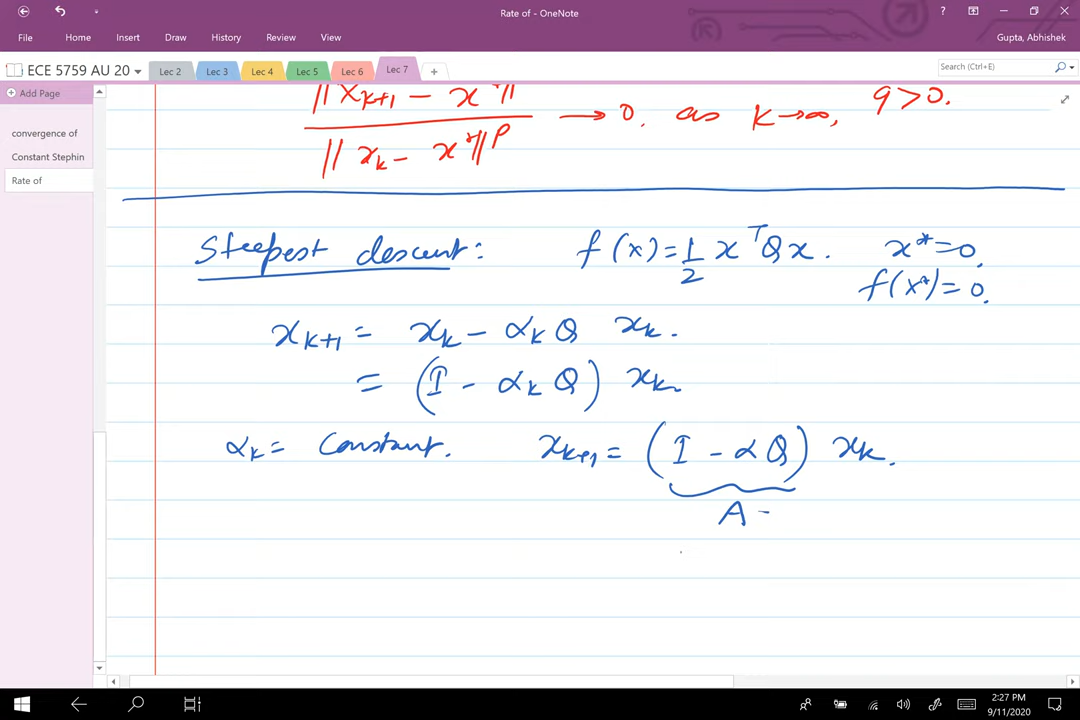 Rate of - OneNote
File Home Insert Draw History Review View Gupta, Abhishek
ECE 5759 AU 20 Lec 2 Lec 3 Lec 4 Lec 5 Lec 6 Lec 7 + Search (Ctrl+E)
Add Page
convergence of
Constant Stephin
Rate of
||x_{k+1} - x*||
|| x_k - x*||^p → 0, as k→∞, q>0.
Steepest descent: f(x) = 1/2 x^T Q x. x*=0.
f(x*) = 0.
x_{k+1} = x_k - α_k Q x_k.
= (I - α_k Q) x_k
α_k = Constant. x_{k+1} = (I - αQ) x_k.
A -
2:27 PM
9/11/2020